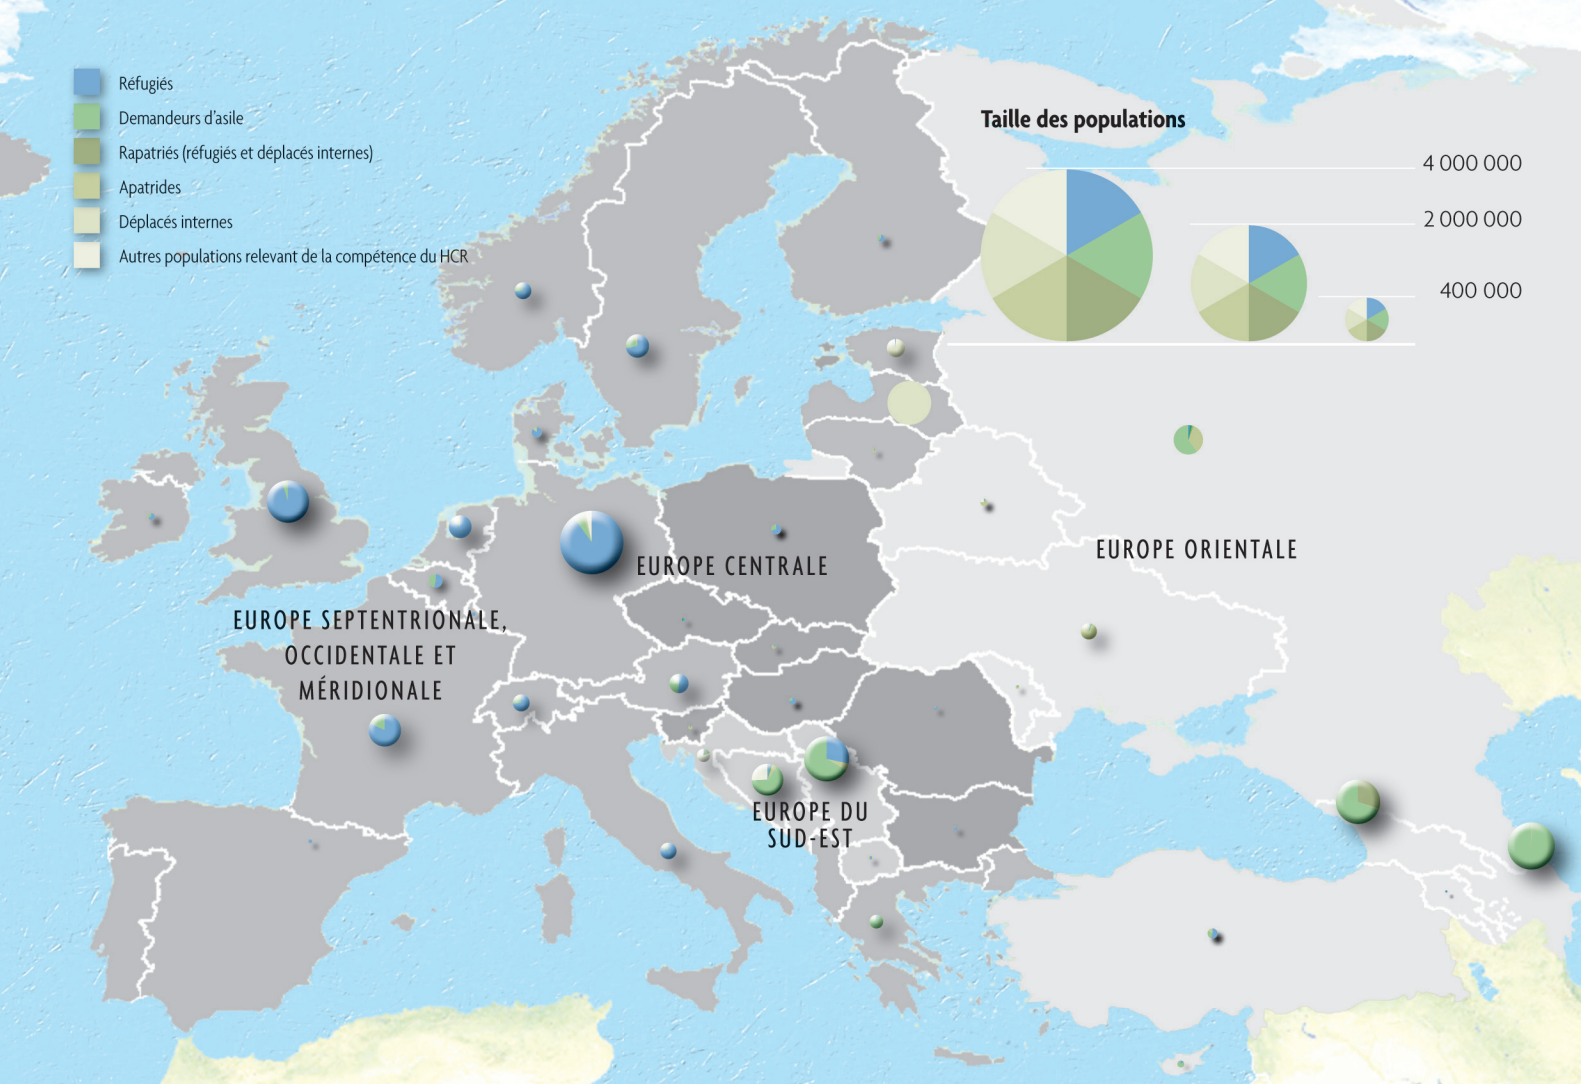 Réfugiés
Demandeurs d'asile
Rapatriés (réfugiés et déplacés internes)
Apatrides
Déplacés internes
Autres populations relevant de la compétence du HCR
Taille des populations
4 000 000
2 000 000
400 000
EUROPE ORIENTALE
EUROPE CENTRALE
EUROPE SEPTENTRIONALE,
OCCIDENTALE ET
MÉRIDIONALE
EUROPE DU
SUD-EST